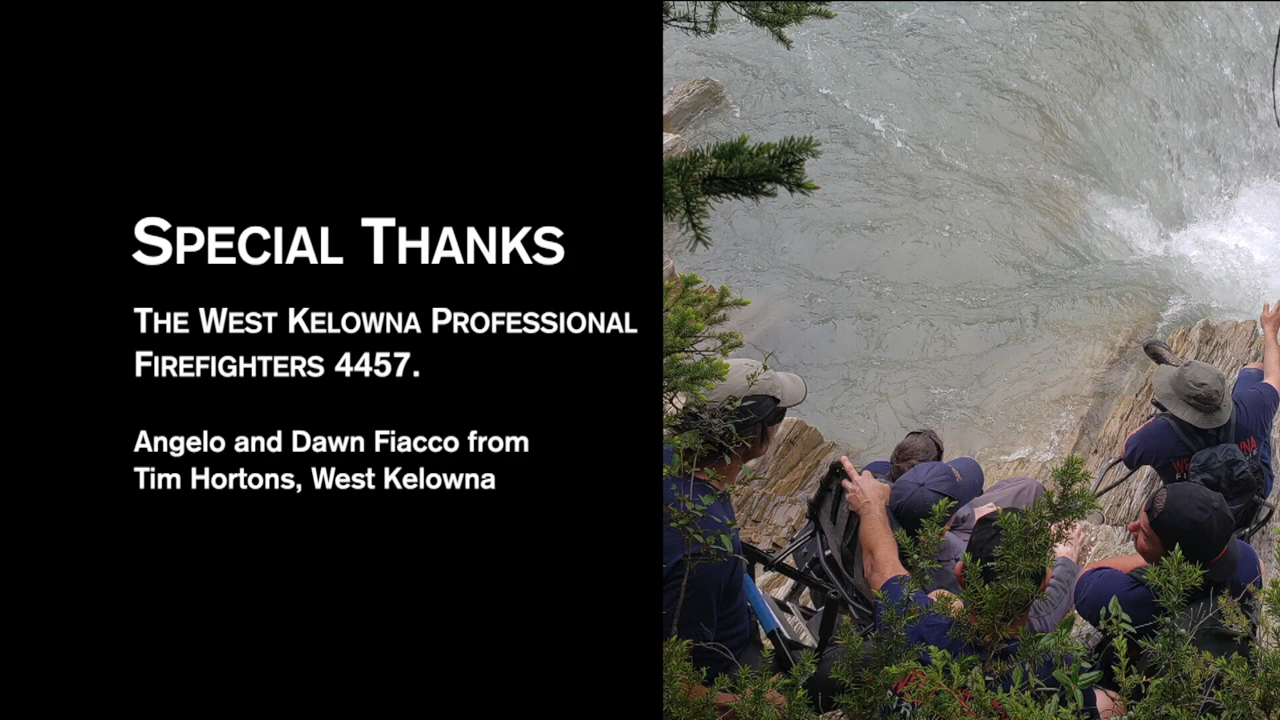 SPECIAL THANKS
THE WEST KELOWNA PROFESSIONAL
FIREFIGHTERS 4457.
Angelo and Dawn Fiacco from
Tim Hortons, West Kelowna